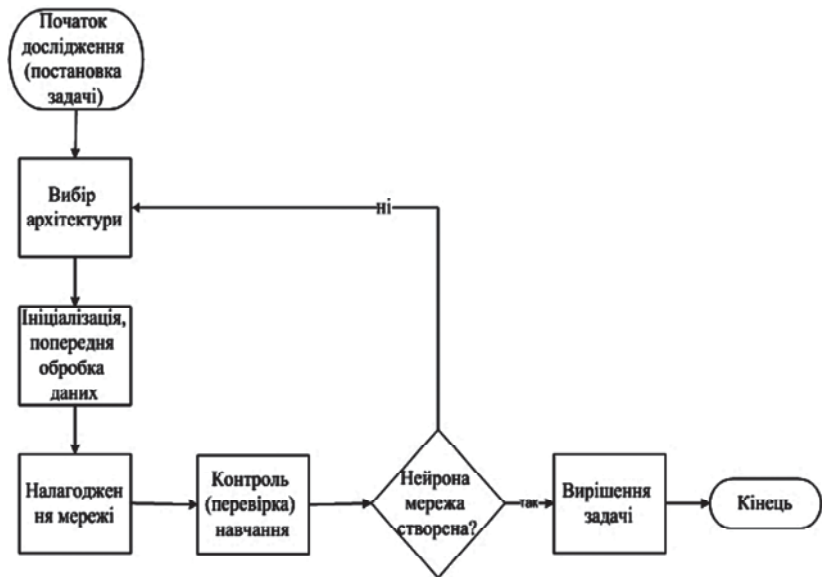 Початок
дослідження
(постановка
задачі)
Вибір
архітектури
ні
Ініціалізація,
попередня
обробка
даних
Налагоджен
ня мережі
Контроль
(перевірка)
навчання
Нейрона
мережа
створена?
так
Вирішення
задачі
Кінець